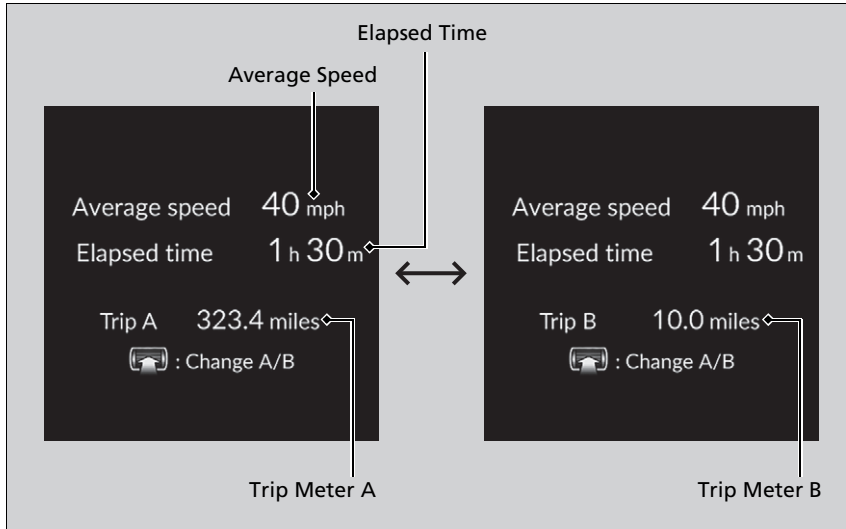 Elapsed Time
Average Speed
Average speed 40 mph
Elapsed time 1 h 30 m
Trip A 323.4 miles
: Change A/B
Average speed 40 mph
Elapsed time 1 h 30 m
Trip B 10.0 miles
: Change A/B
Trip Meter A
Trip Meter B